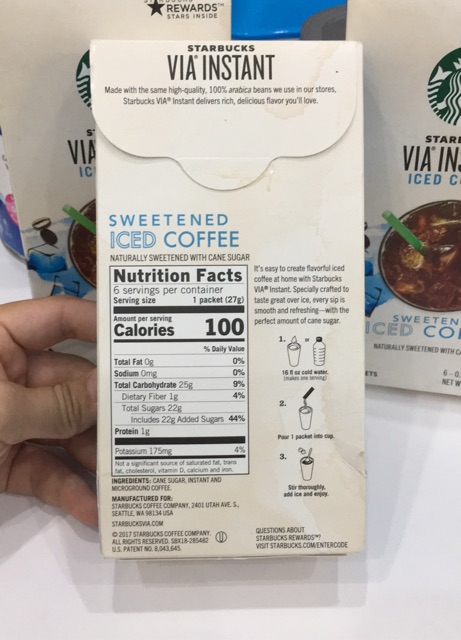 REWARDS™
STARS INSIDE
STARBUCKS
VIA® INSTANT
Made with the same high-quality, 100% arabica beans we use in our stores,
Starbucks VIA® Instant delivers rich, delicious flavor you'll love.
SWEETENED
ICED COFFEE
NATURALLY SWEETENED WITH CANE SUGAR
Nutrition Facts
6 servings per container
Serving size 1 packet (27g)
Amount per serving
Calories 100
% Daily Value
Total Fat 0g 0%
Sodium 0mg 0%
Total Carbohydrate 25g 9%
Dietary Fiber 1g 4%
Total Sugars 22g
Includes 22g Added Sugars 44%
Protein 1g
Potassium 175mg 4%
Not a significant source of saturated fat, trans
fat, cholesterol, vitamin D, calcium and iron.
INGREDIENTS: CANE SUGAR, INSTANT AND
MICROGROUND COFFEE.
MANUFACTURED FOR:
STARBUCKS COFFEE COMPANY, 2401 UTAH AVE. S.,
SEATTLE, WA 98134 USA
STARBUCKSVIA.COM
© 2017 STARBUCKS COFFEE COMPANY.
ALL RIGHTS RESERVED. SBX18-285482
U.S. PATENT NO. 8,043,645.
It's easy to create flavorful iced
coffee at home with Starbucks
VIA® Instant. Specially crafted to
taste great over ice, every sip is
smooth and refreshing—with the
perfect amount of cane sugar.
1.
or
16 fl oz cold water.
(makes one serving)
2.
Pour 1 packet into cup.
3.
Stir thoroughly,
add ice and enjoy.
QUESTIONS ABOUT
STARBUCKS REWARDS™?
VISIT STARBUCKS.COM/ENTERCODE
ST
VIA
IC
STAR
VIA® IN
ICED C
SWEETEN
ICED CO
NATURALLY SWEETENED WITH CA
ETS
6 – 0.
NET W